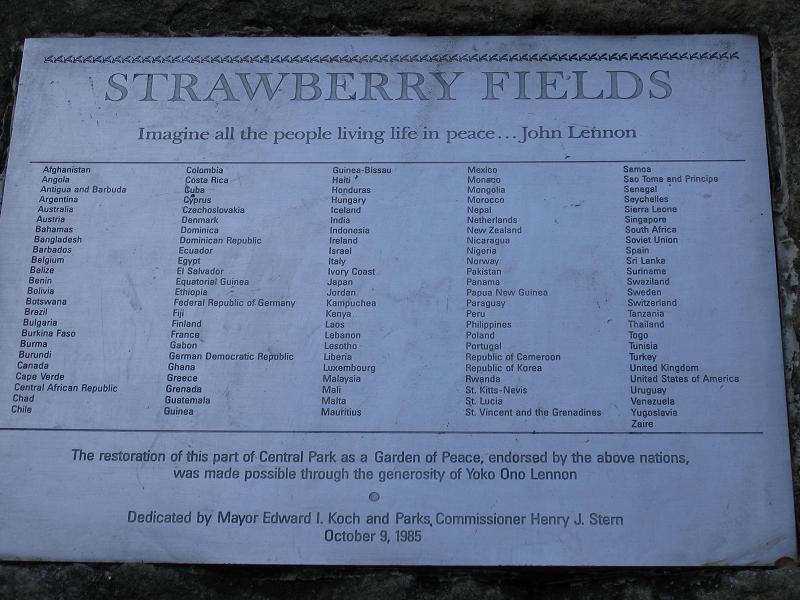 STRAWBERRY FIELDS
Imagine all the people living life in peace...John Lennon
Afghanistan
Angola
Antigua and Barbuda
Argentina
Australia
Austria
Bahamas
Bangladesh
Barbados
Belgium
Belize
Benin
Bolivia
Botswana
Brazil
Bulgaria
Burkina Faso
Burma
Burundi
Canada
Cape Verde
Central African Republic
Chad
Chile
Colombia
Costa Rica
Cuba
Cyprus
Czechoslovakia
Denmark
Dominica
Dominican Republic
Ecuador
Egypt
El Salvador
Equatorial Guinea
Ethiopia
Federal Republic of Germany
Fiji
Finland
France
Gabon
German Democratic Republic
Ghana
Greece
Grenada
Guatemala
Guinea
Guinea-Bissau
Haiti
Honduras
Hungary
Iceland
India
Indonesia
Ireland
Israel
Italy
Ivory Coast
Japan
Jordan
Kampuchea
Kenya
Laos
Lebanon
Lesotho
Liberia
Luxembourg
Malaysia
Mali
Malta
Mauritius
Mexico
Monaco
Mongolia
Morocco
Nepal
Netherlands
New Zealand
Nicaragua
Nigeria
Norway
Pakistan
Panama
Papua New Guinea
Paraguay
Peru
Philippines
Poland
Portugal
Republic of Cameroon
Republic of Korea
Rwanda
St. Kitts-Nevis
St. Lucia
St. Vincent and the Grenadines
Samoa
Sao Tome and Principe
Senegal
Seychelles
Sierra Leone
Singapore
South Africa
Soviet Union
Spain
Sri Lanka
Suriname
Swaziland
Sweden
Switzerland
Tanzania
Thailand
Togo
Tunisia
Turkey
United Kingdom
United States of America
Uruguay
Venezuela
Yugoslavia
Zaire
The restoration of this part of Central Park as a Garden of Peace, endorsed by the above nations,
was made possible through the generosity of Yoko Ono Lennon
Dedicated by Mayor Edward I. Koch and Parks Commissioner Henry J. Stern
October 9, 1985